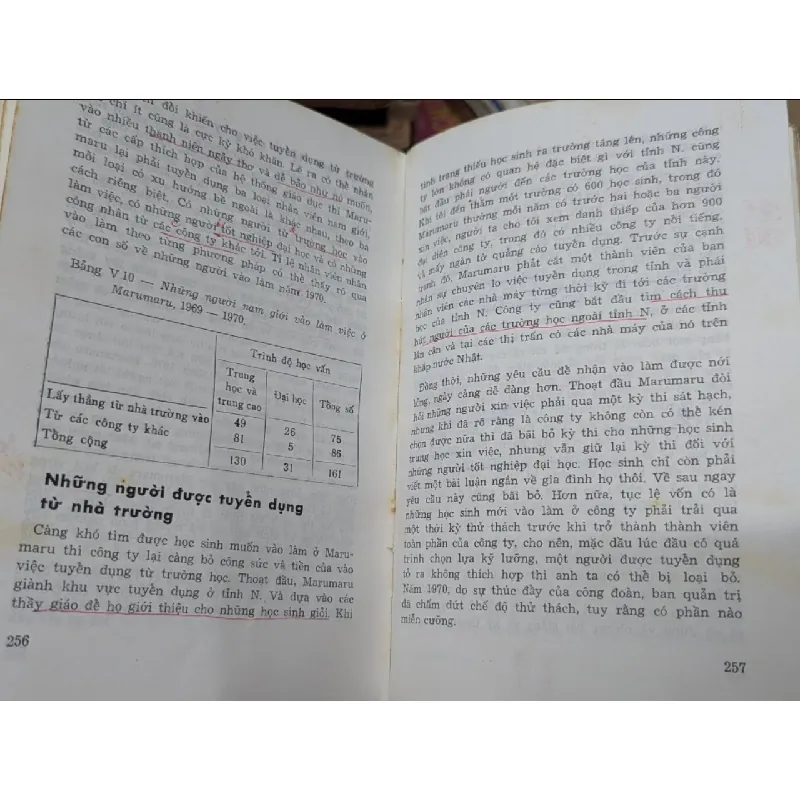 đòi khiến cho việc tuyển dụng từ trường
chỉ ít cũng là cực kỳ khó khăn. Lẽ ra có thể nhận
vào nhiều thanh niên ngây thơ và dễ bảo như nó muốn,
từ các cấp thích hợp của hệ thống giáo dục thì Maru-
maru lại phải tuyển dụng ba loại nhân viên nam giới,
mỗi loại có xu hướng bề ngoài là khác nhau, theo ba
cách riêng biệt. Có những người từ trường học vào
làm việc, có những người tốt nghiệp đại học và có những
công nhân từ các công ty khác tới. Tỉ lệ nhân viên nhân
vào làm theo từng phương pháp có thể thấy rõ qua
các con số về những người vào làm năm 1970.
Bảng V 10 — Những người nam giới vào làm việc ở
Marumaru, 1969 — 1970.
Trình độ học vấn
Trung
học và
trung cao
Đại học
Tổng số
Lấy thẳng từ nhà trường vào 49 26 75
Từ các công ty khác 81 5 86
Tổng cộng 130 31 161
Những người được tuyển dụng
từ nhà trường
Càng khó tìm được học sinh muốn vào làm ở Maru-
maru thì công ty lại càng bỏ công sức và tiền của vào
việc tuyển dụng từ trường học. Thoạt đầu, Marumaru
giành khu vực tuyển dụng ở tỉnh N. Và dựa vào các
thầy giáo để họ giới thiệu cho những học sinh giỏi. Khi
256
tình trạng thiếu học sinh ra trường tăng lên, những công
ty lớn không có quan hệ đặc biệt gì với tỉnh N. cũng
bắt đầu phái người đến các trường học của tỉnh này.
Khi tôi đến thăm một trường có 600 học sinh, trong đó
Marumaru thường mỗi năm có trước hai hoặc ba người
xin việc, người ta cho tôi xem danh thiếp của hơn 900
đại diện công ty, trong đó có nhiều công ty nổi tiếng,
và mấy ngàn tờ quảng cáo tuyển dụng. Trước sự cạnh
tranh đó, Marumaru phắt cất một thành viên của ban
nhân sự chuyên lo việc tuyển dụng trong tỉnh và phái
nhân viên các nhà máy từng thời kỳ đi tới các trường
học của tỉnh N. Công ty cũng bắt đầu tìm cách thu
hút người của các trường học ngoài tỉnh N, ở các tỉnh
lân cận và tại các thị trấn có các nhà máy của nó trên
khắp nước Nhật.
Đồng thời, những yêu cầu để nhận vào làm được nới
lỏng, ngày càng dễ dàng hơn. Thoạt đầu Marumaru đòi
hỏi những người xin việc phải qua một kỳ thi sát hạch,
nhưng khi đã rõ ràng là công ty không còn có thể kén
chọn được nữa thì đã bãi bỏ kỳ thi cho những học sinh
trung học xin việc, nhưng vẫn giữ lại kỳ thi đối với
những người tốt nghiệp đại học. Học sinh chỉ còn phải
viết một bài luận ngắn về gia đình họ thôi. Về sau ngay
yêu cầu này cũng bãi bỏ. Hơn nữa, tục lệ vốn có là
những học sinh mới vào làm ở công ty phải trải qua
một thời kỳ thử thách trước khi trở thành thành viên
toàn phần của công ty, cho nên, mặc dầu lúc đầu có quá
trình chọn lựa kỹ lưỡng, một người được tuyển dụng
tỏ ra không thích hợp thì anh ta có thể bị loại bỏ.
Năm 1970, do sự thúc đẩy của công đoàn, ban quản trị
đã chấm dứt chế độ thử thách, tuy rằng có phần nào
miễn cưỡng.
257